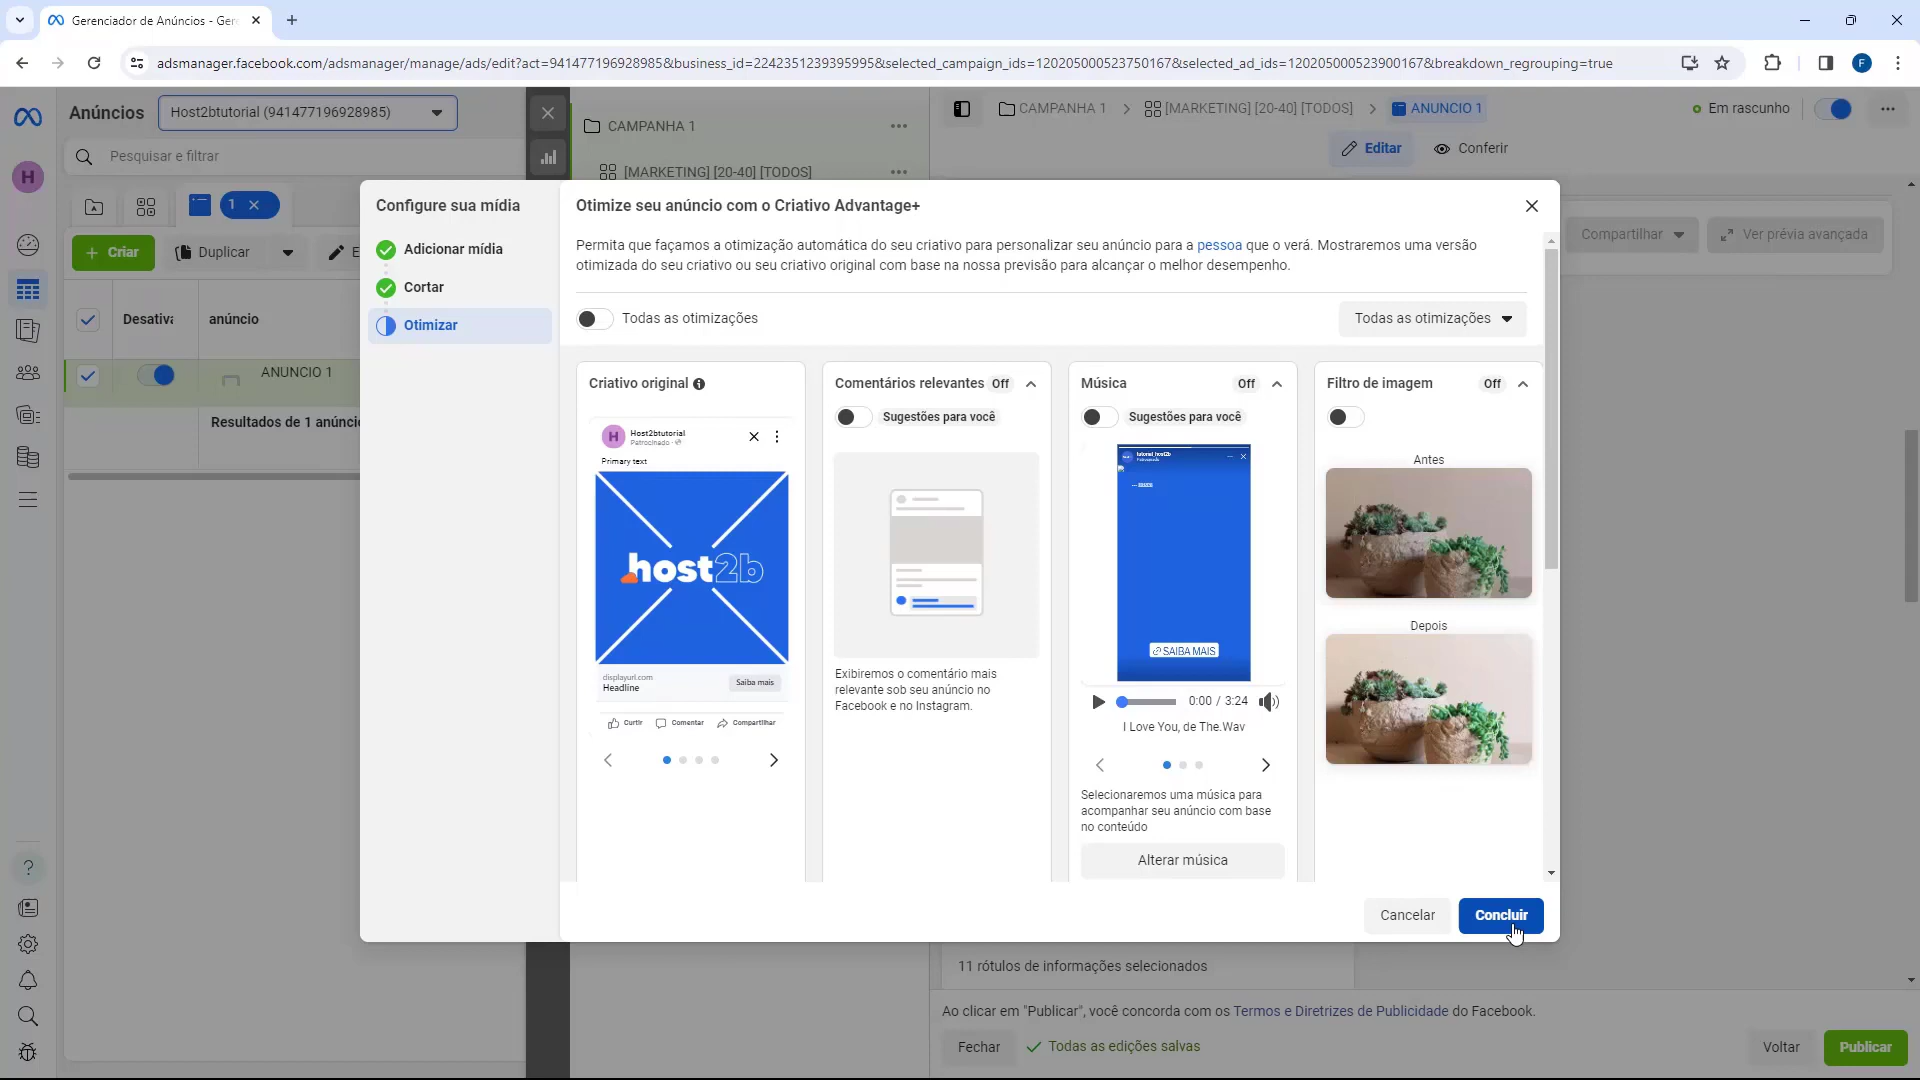 Gerenciador de Anúncios - Ger
adsmanager.facebook.com/adsmanager/manage/ads/edit?act=941477196928985&business_id=2242351239395995&selected_campaign_ids=120205000523750167&selected_ad_ids=120205000523900167&breakdown_regrouping=true
F
Anúncios
Host2btutorial (941477196928985)
Pesquisar e filtrar
H
1
Criar
Duplicar
E
Desativa
anúncio
ANUNCIO 1
Resultados de 1 anúncio
CAMPANHA 1
[MARKETING] [20-40] [TODOS]
CAMPANHA 1
[MARKETING] [20-40] [TODOS]
ANUNCIO 1
Em rascunho
Editar
Conferir
Compartilhar
Ver prévia avançada
Configure sua mídia
Adicionar mídia
Cortar
Otimizar
Otimize seu anúncio com o Criativo Advantage+
Permita que façamos a otimização automática do seu criativo para personalizar seu anúncio para a pessoa que o verá. Mostraremos uma versão
otimizada do seu criativo ou seu criativo original com base na nossa previsão para alcançar o melhor desempenho.
Todas as otimizações
Todas as otimizações
Criativo original
H
Host2btutorial
Patrocinado
Primary text
host2b
displayurl.com
Headline
Saiba mais
Curtir
Comentar
Compartilhar
Comentários relevantes
Off
Sugestões para você
Exibiremos o comentário mais
relevante sob seu anúncio no
Facebook e no Instagram.
Música
Off
Sugestões para você
tutorial_host2b
SAIBA MAIS
0:00 / 3:24
I Love You, de The.Wav
Selecionaremos uma música para
acompanhar seu anúncio com base
no conteúdo
Alterar música
Filtro de imagem
Off
Antes
Depois
Cancelar
Concluir
11 rótulos de informações selecionados
Ao clicar em "Publicar", você concorda com os Termos e Diretrizes de Publicidade do Facebook.
Fechar
Todas as edições salvas
Voltar
Publicar